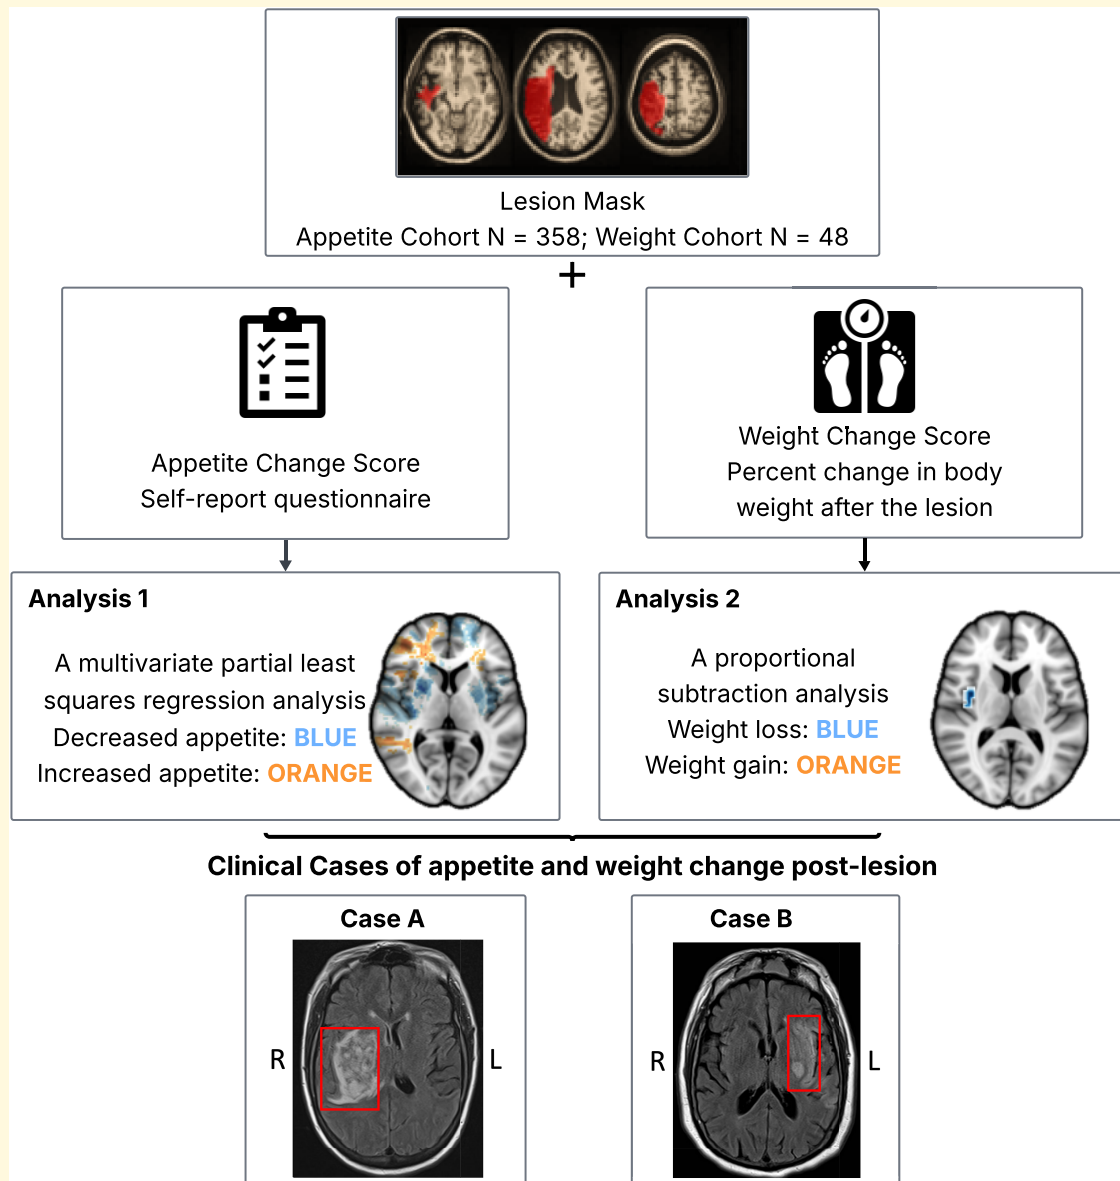 Lesion Mask
Appetite Cohort N = 358; Weight Cohort N = 48
+
Appetite Change Score
Self-report questionnaire
Weight Change Score
Percent change in body
weight after the lesion
Analysis 1
A multivariate partial least
squares regression analysis
Decreased appetite: BLUE
Increased appetite: ORANGE
Analysis 2
A proportional
subtraction analysis
Weight loss: BLUE
Weight gain: ORANGE
Clinical Cases of appetite and weight change post-lesion
Case A
R
L
Case B
R
L